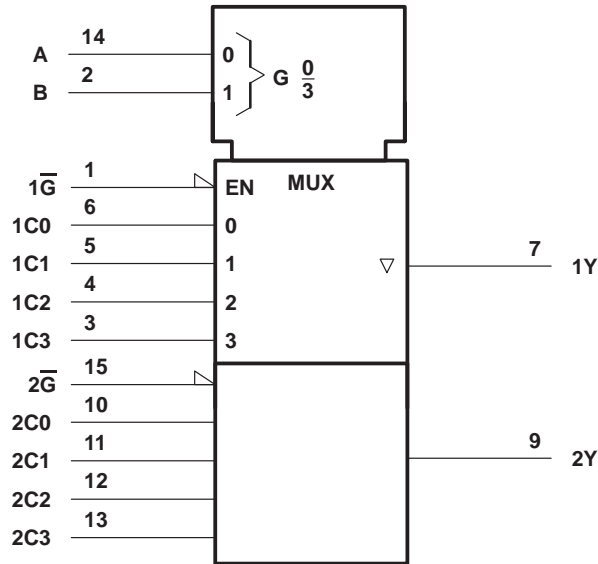 A 14 0
B 2 1
G 0/3
1G̅ 1 EN MUX
1C0 6 0
1C1 5 1
1C2 4 2
1C3 3 3
7 1Y
2G̅ 15
2C0 10
2C1 11
2C2 12
2C3 13
9 2Y